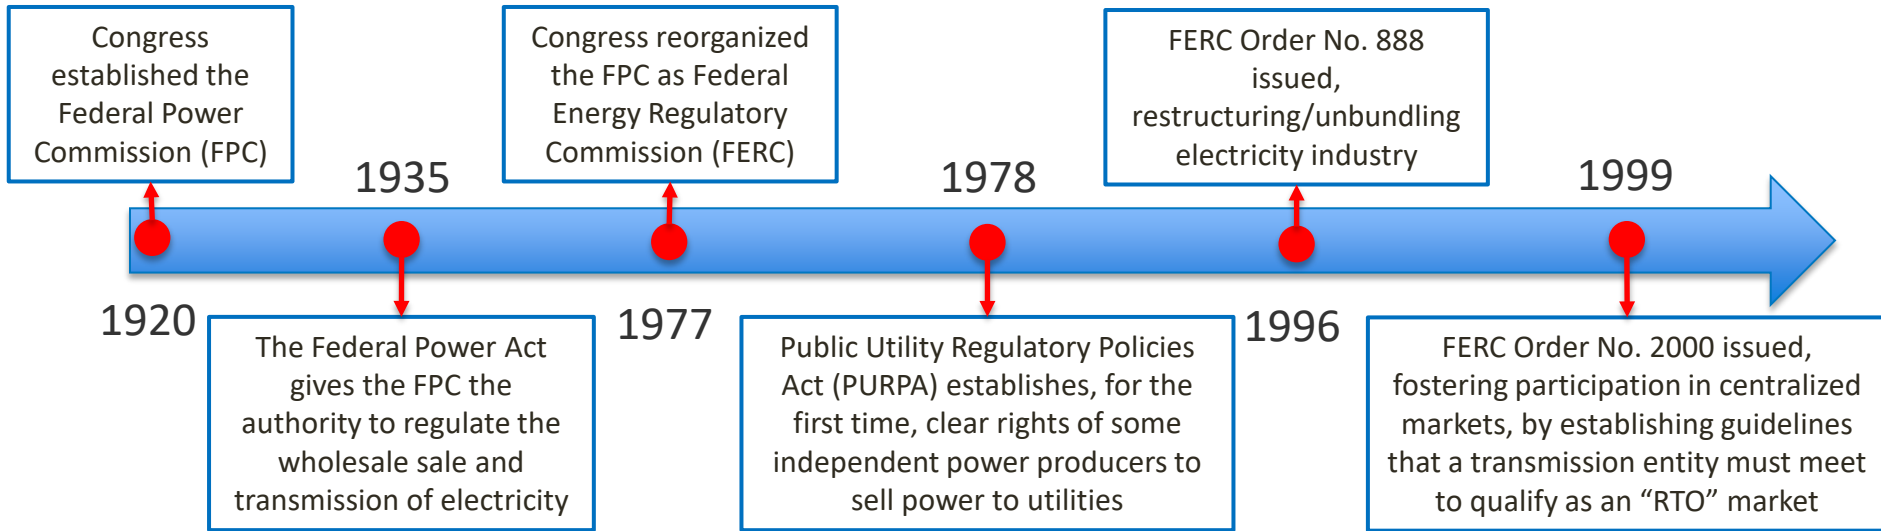 Congress
established the
Federal Power
Commission (FPC)
1920
1935
The Federal Power Act
gives the FPC the
authority to regulate the
wholesale sale and
transmission of electricity
Congress reorganized
the FPC as Federal
Energy Regulatory
Commission (FERC)
1977
1978
Public Utility Regulatory Policies
Act (PURPA) establishes, for the
first time, clear rights of some
independent power producers to
sell power to utilities
FERC Order No. 888
issued,
restructuring/unbundling
electricity industry
1996
1999
FERC Order No. 2000 issued,
fostering participation in centralized
markets, by establishing guidelines
that a transmission entity must meet
to qualify as an “RTO” market